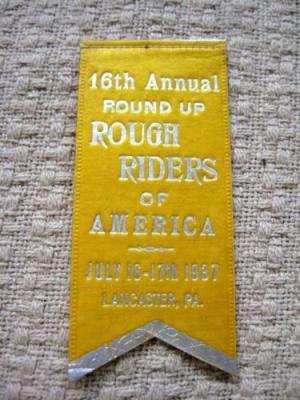 16th Annual
ROUND UP
ROUGH
RIDERS
OF
AMERICA
JULY 16-17TH 1937
LANCASTER, PA.